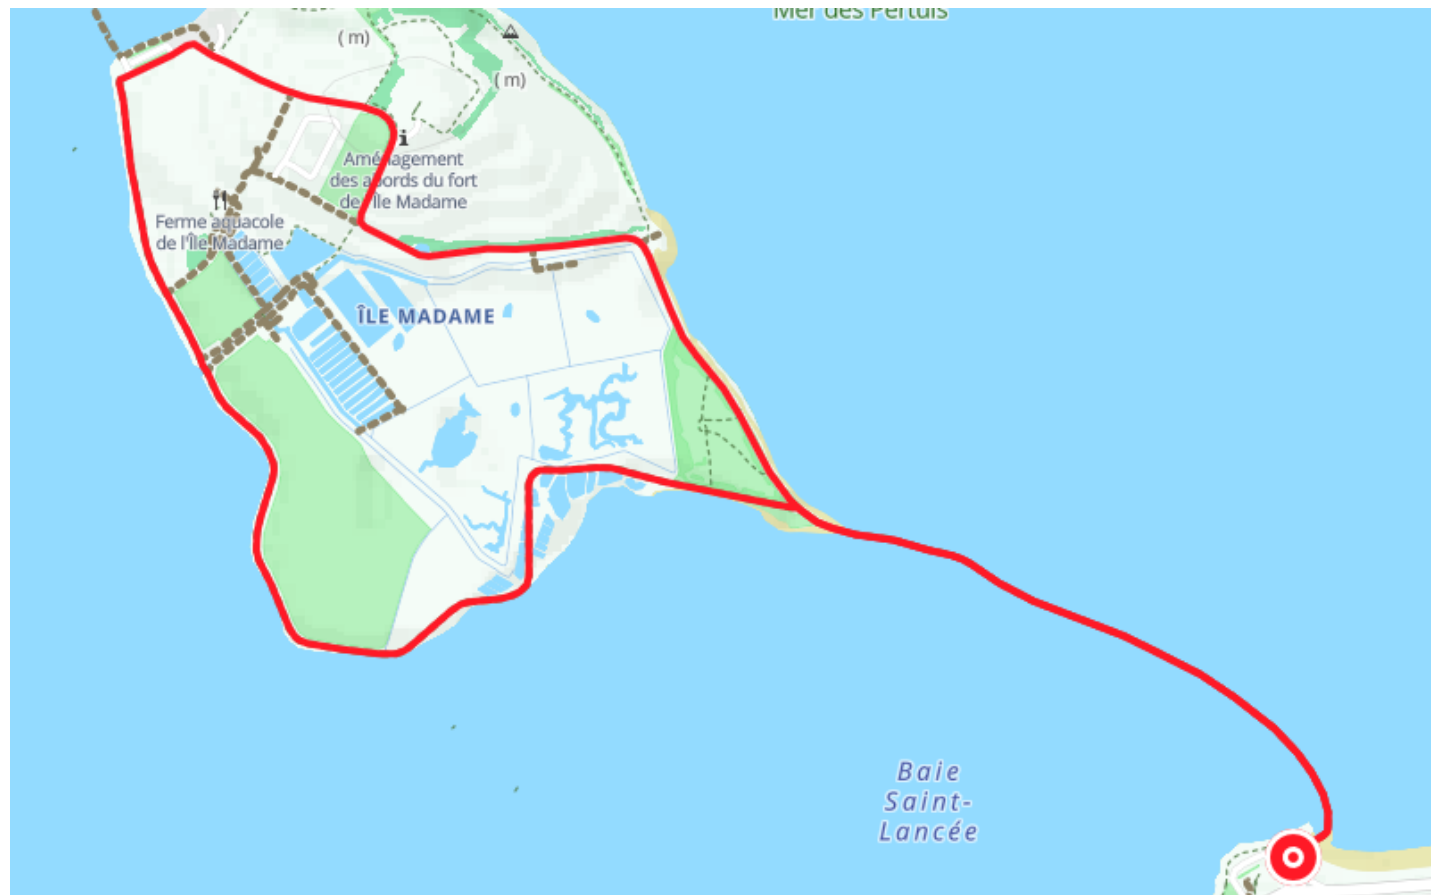 Mer des Pertuis
( m)
( m)
Aménagement
des abords du fort
de l'Île Madame
Ferme aquacole
de l'Île Madame
ÎLE MADAME
Baie
Saint-
Lancée